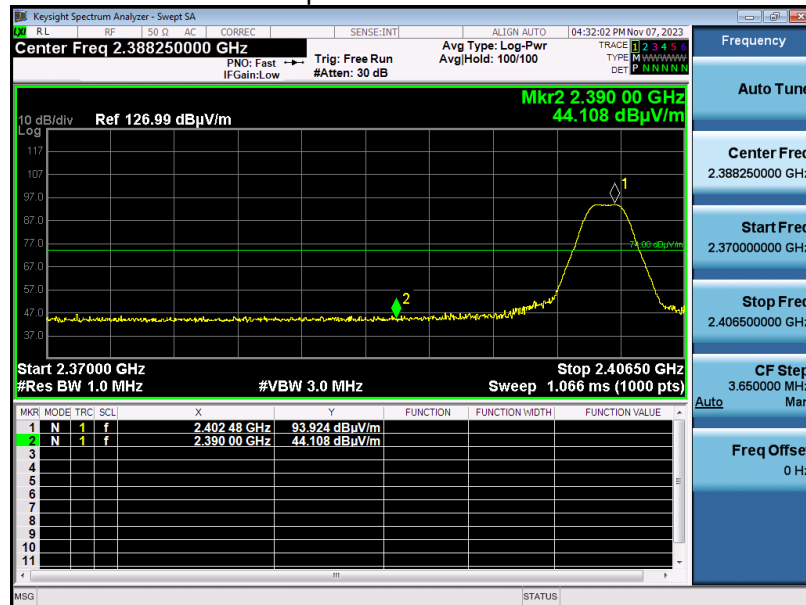 Keysight Spectrum Analyzer - Swept SA
LXI RL RF 50 Ω AC CORREC SENSE:INT ALIGN AUTO 04:32:02 PM Nov 07, 2023
Center Freq 2.388250000 GHz
PNO: Fast
IFGain:Low
Trig: Free Run
#Atten: 30 dB
Avg Type: Log-Pwr
Avg|Hold: 100/100
TRACE 1 2 3 4 5 6
TYPE M W W W W W
DET P N N N N N
Mkr2 2.390 00 GHz
44.108 dBµV/m
10 dB/div Ref 126.99 dBµV/m
Log
117
107
97.0
87.0
77.0
67.0
57.0
47.0
37.0
1
74.00 dBµV/m
2
Start 2.37000 GHz Stop 2.40650 GHz
#Res BW 1.0 MHz #VBW 3.0 MHz Sweep 1.066 ms (1000 pts)
MKR MODE TRC SCL X Y FUNCTION FUNCTION WIDTH FUNCTION VALUE
1 N 1 f 2.402 48 GHz 93.924 dBµV/m
2 N 1 f 2.390 00 GHz 44.108 dBµV/m
3
4
5
6
7
8
9
10
11
MSG STATUS
Frequency
Auto Tune
Center Freq
2.388250000 GHz
Start Freq
2.370000000 GHz
Stop Freq
2.406500000 GHz
CF Step
3.650000 MHz
Auto Man
Freq Offset
0 Hz